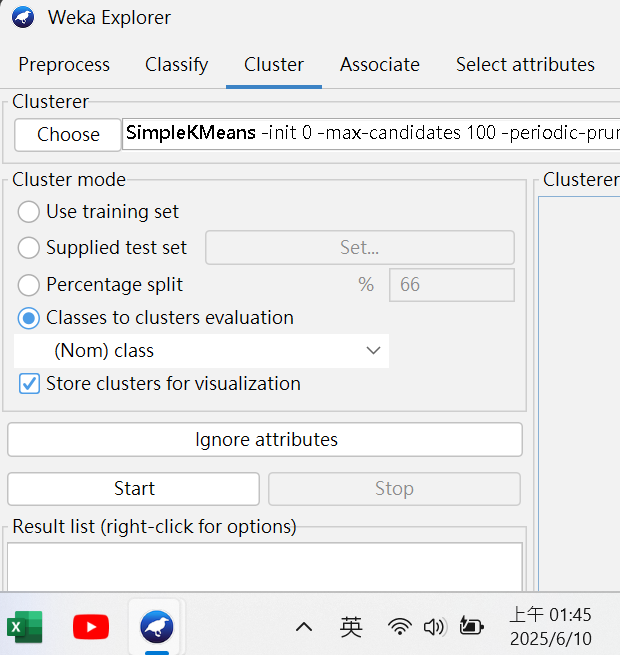 Weka Explorer
Preprocess Classify Cluster Associate Select attributes
Clusterer
Choose SimpleKMeans -init 0 -max-candidates 100 -periodic-prun
Cluster mode Clusterer
Use training set
Supplied test set Set...
Percentage split % 66
Classes to clusters evaluation
(Nom) class
Store clusters for visualization
Ignore attributes
Start Stop
Result list (right-click for options)
英 上午 01:45
2025/6/10